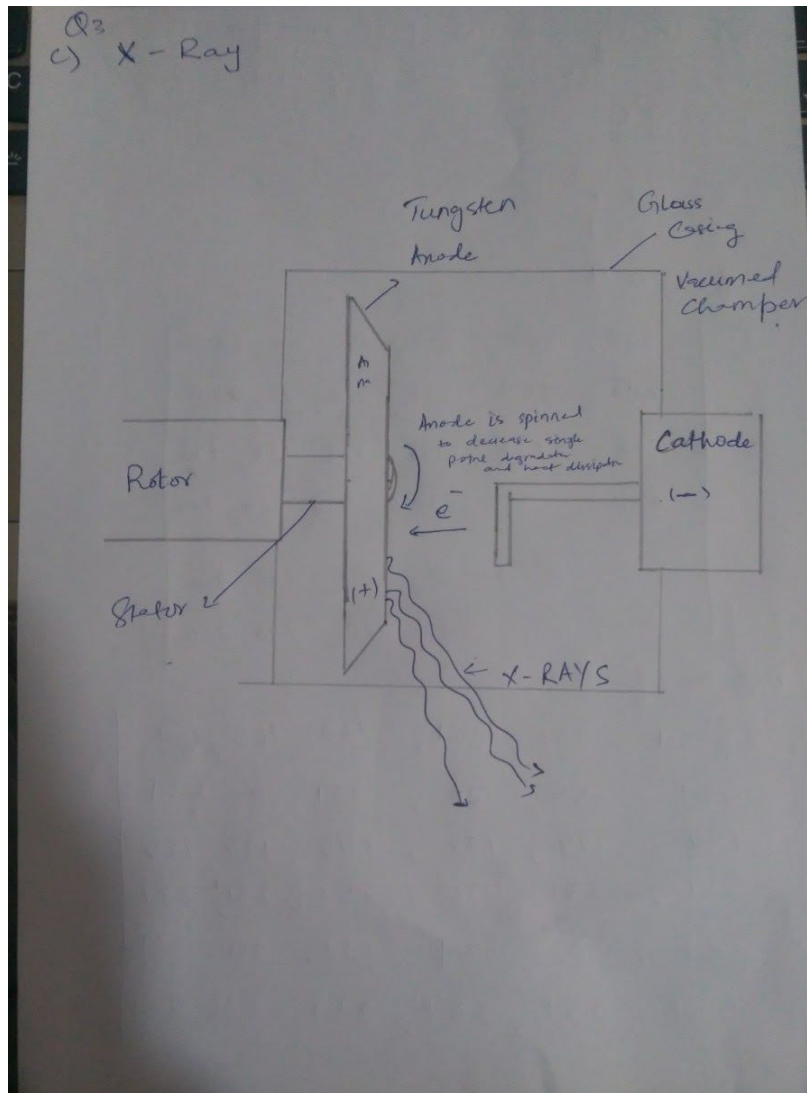 Q3
C) X - Ray
Tungsten
Anode
Glass
Casing
Vacumed
Champer
Anode is spinned
to decrease single
point degradation
and heat dissipation
Cathode
(-)
e-
Rotor
(+)
Stator
X-RAYS